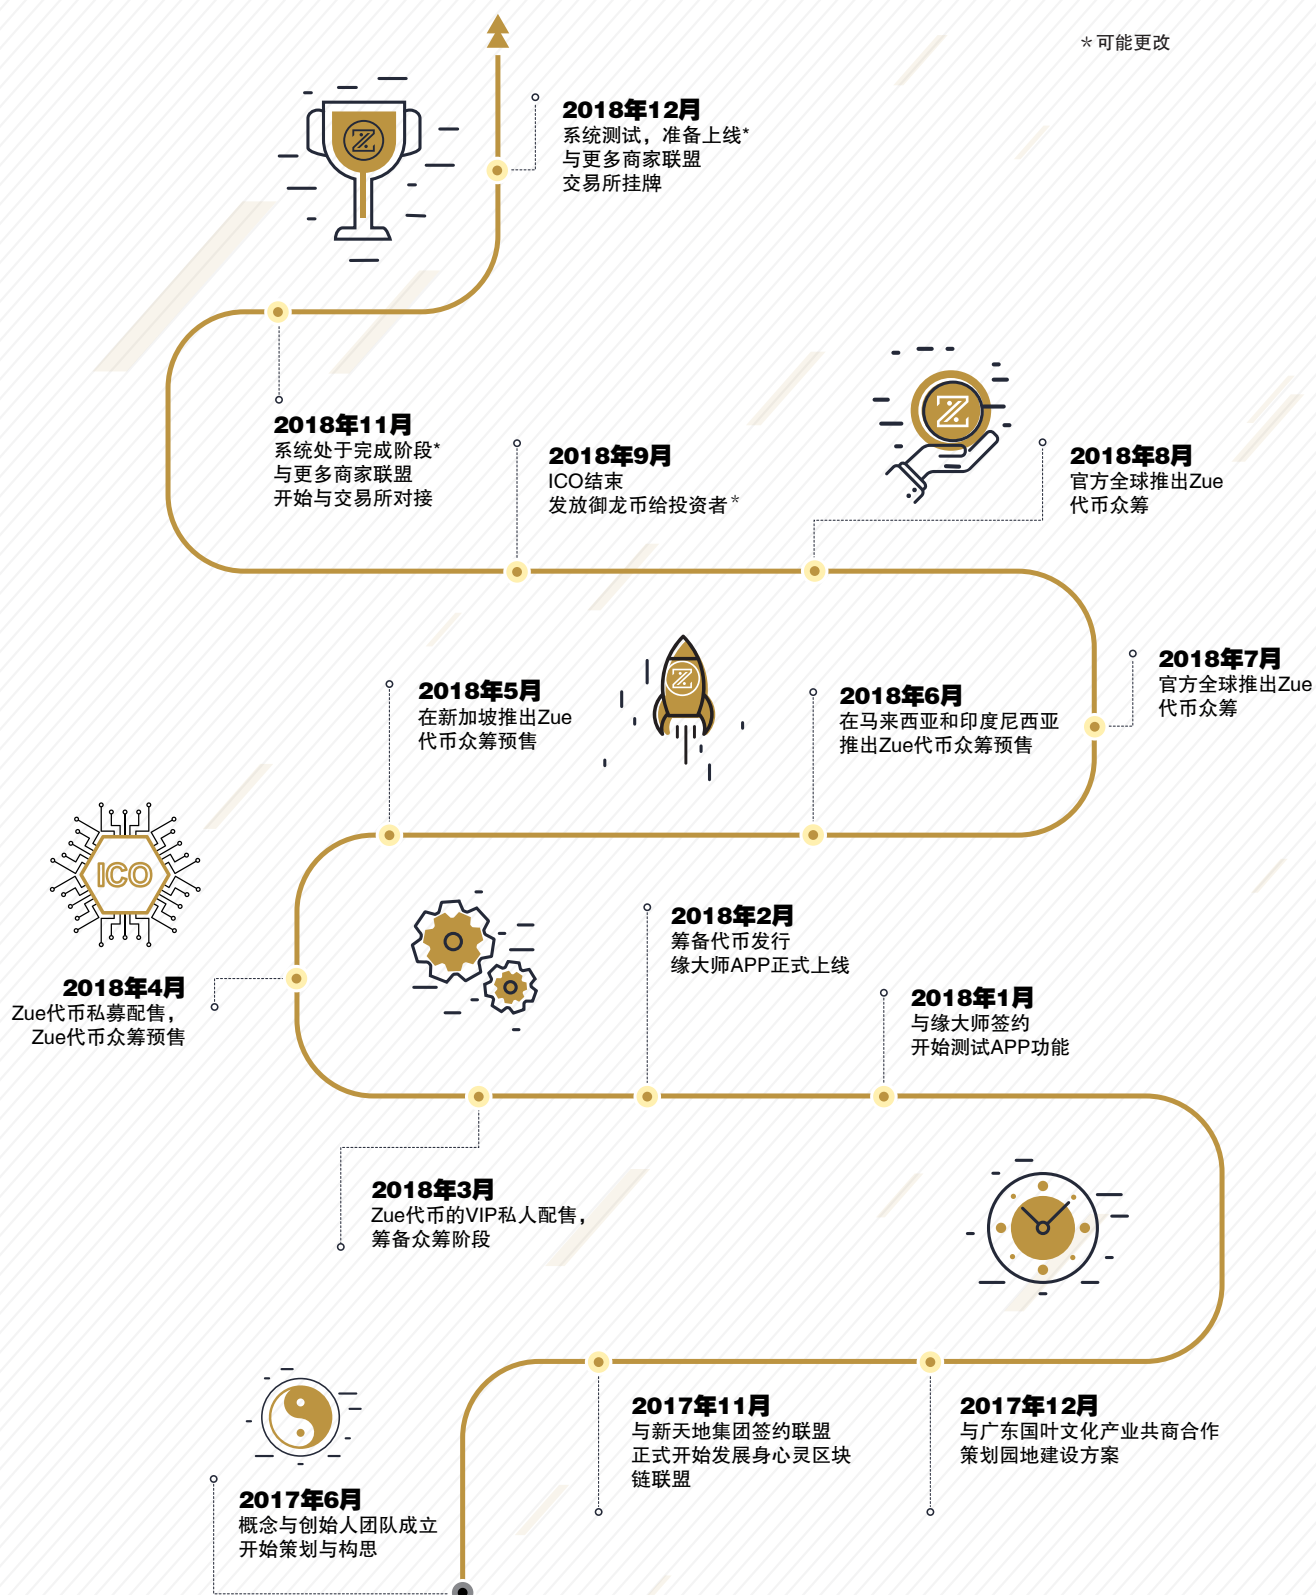 ＊可能更改
2018年12月
系统测试，准备上线*
与更多商家联盟
交易所挂牌
2018年11月
系统处于完成阶段*
与更多商家联盟
开始与交易所对接
2018年9月
ICO结束
发放御龙币给投资者*
2018年8月
官方全球推出Zue
代币众筹
2018年7月
官方全球推出Zue
代币众筹
2018年5月
在新加坡推出Zue
代币众筹预售
2018年6月
在马来西亚和印度尼西亚
推出Zue代币众筹预售
ICO
2018年4月
Zue代币私募配售，
Zue代币众筹预售
2018年2月
筹备代币发行
缘大师APP正式上线
2018年1月
与缘大师签约
开始测试APP功能
2018年3月
Zue代币的VIP私人配售，
筹备众筹阶段
2017年11月
与新天地集团签约联盟
正式开始发展身心灵区块
链联盟
2017年12月
与广东国叶文化产业共商合作
策划园地建设方案
2017年6月
概念与创始人团队成立
开始策划与构思